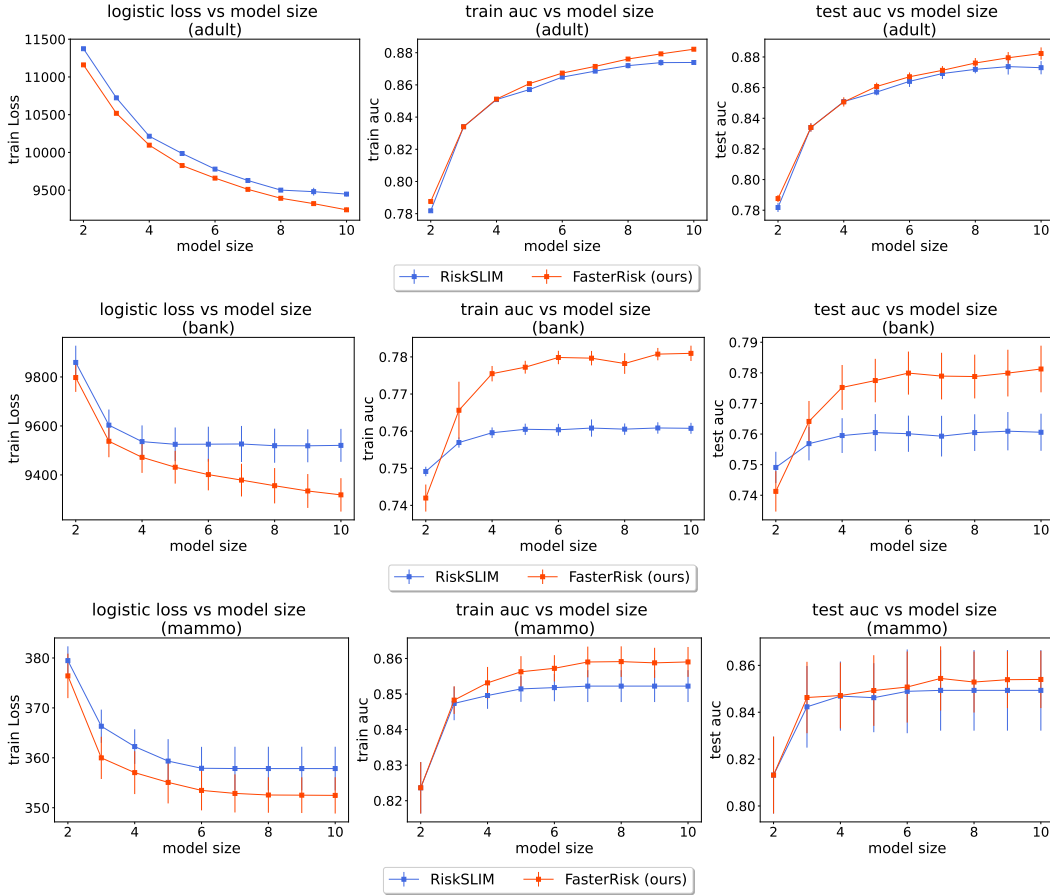 logistic loss vs model size
(adult)
train Loss
11500
11000
10500
10000
9500
2
4
6
8
10
model size
train auc vs model size
(adult)
train auc
0.88
0.86
0.84
0.82
0.80
0.78
2
4
6
8
10
model size
test auc vs model size
(adult)
test auc
0.88
0.86
0.84
0.82
0.80
0.78
2
4
6
8
10
model size
RiskSLIM
FasterRisk (ours)
logistic loss vs model size
(bank)
train Loss
9800
9600
9400
2
4
6
8
10
model size
train auc vs model size
(bank)
train auc
0.78
0.77
0.76
0.75
0.74
2
4
6
8
10
model size
test auc vs model size
(bank)
test auc
0.79
0.78
0.77
0.76
0.75
0.74
2
4
6
8
10
model size
RiskSLIM
FasterRisk (ours)
logistic loss vs model size
(mammo)
train Loss
380
370
360
350
2
4
6
8
10
model size
train auc vs model size
(mammo)
train auc
0.86
0.85
0.84
0.83
0.82
2
4
6
8
10
model size
test auc vs model size
(mammo)
test auc
0.86
0.84
0.82
0.80
2
4
6
8
10
model size
RiskSLIM
FasterRisk (ours)